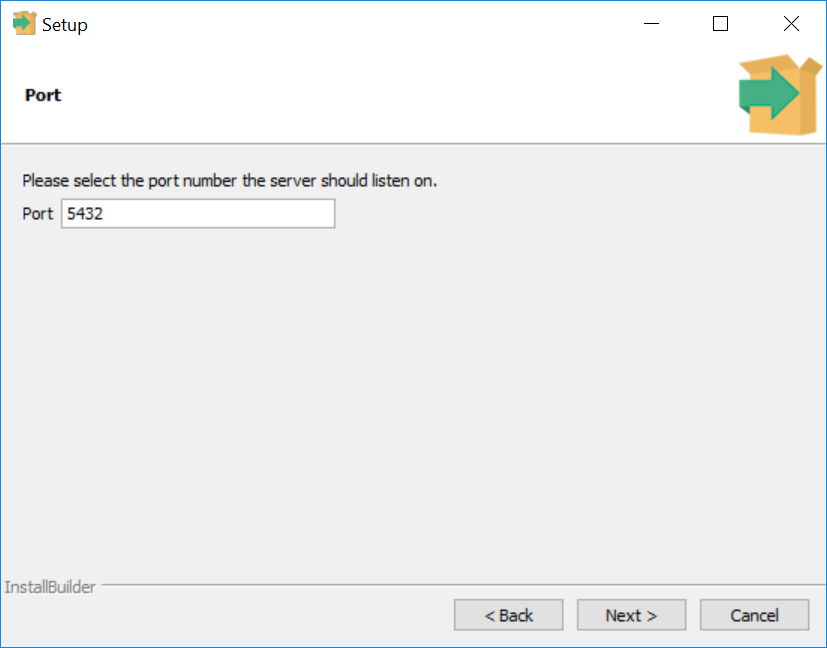 Setup
Port
Please select the port number the server should listen on.
Port 5432
InstallBuilder
< Back Next > Cancel